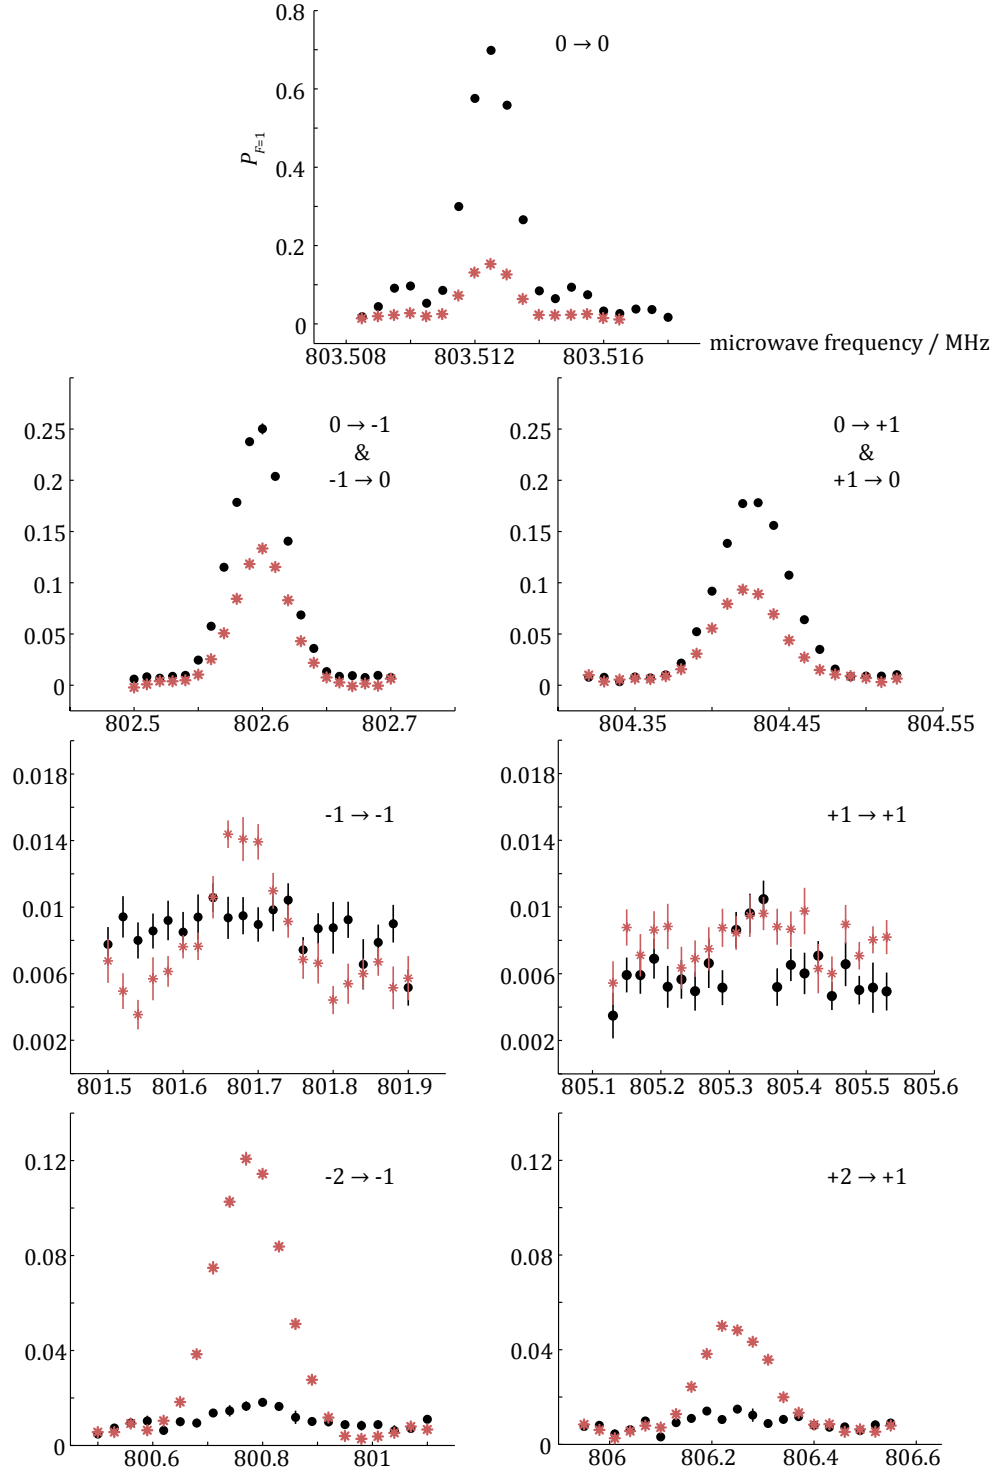 0.8
0 → 0
0.6
P_{F=1}
0.4
0.2
0
803.508 803.512 803.516 microwave frequency / MHz
0.25 0 → -1 0.25 0 → +1
& &
0.2 -1 → 0 0.2 +1 → 0
0.15 0.15
0.1 0.1
0.05 0.05
0 0
802.5 802.6 802.7 804.35 804.45 804.55
0.018 0.018
0.014 -1 → -1 0.014 +1 → +1
0.01 0.01
0.006 0.006
0.002 0.002
801.5 801.6 801.7 801.8 801.9 805.1 805.2 805.3 805.4 805.5 805.6
0.12 -2 → -1 0.12 +2 → +1
0.08 0.08
0.04 0.04
0 0
800.6 800.8 801 806 806.2 806.4 806.6